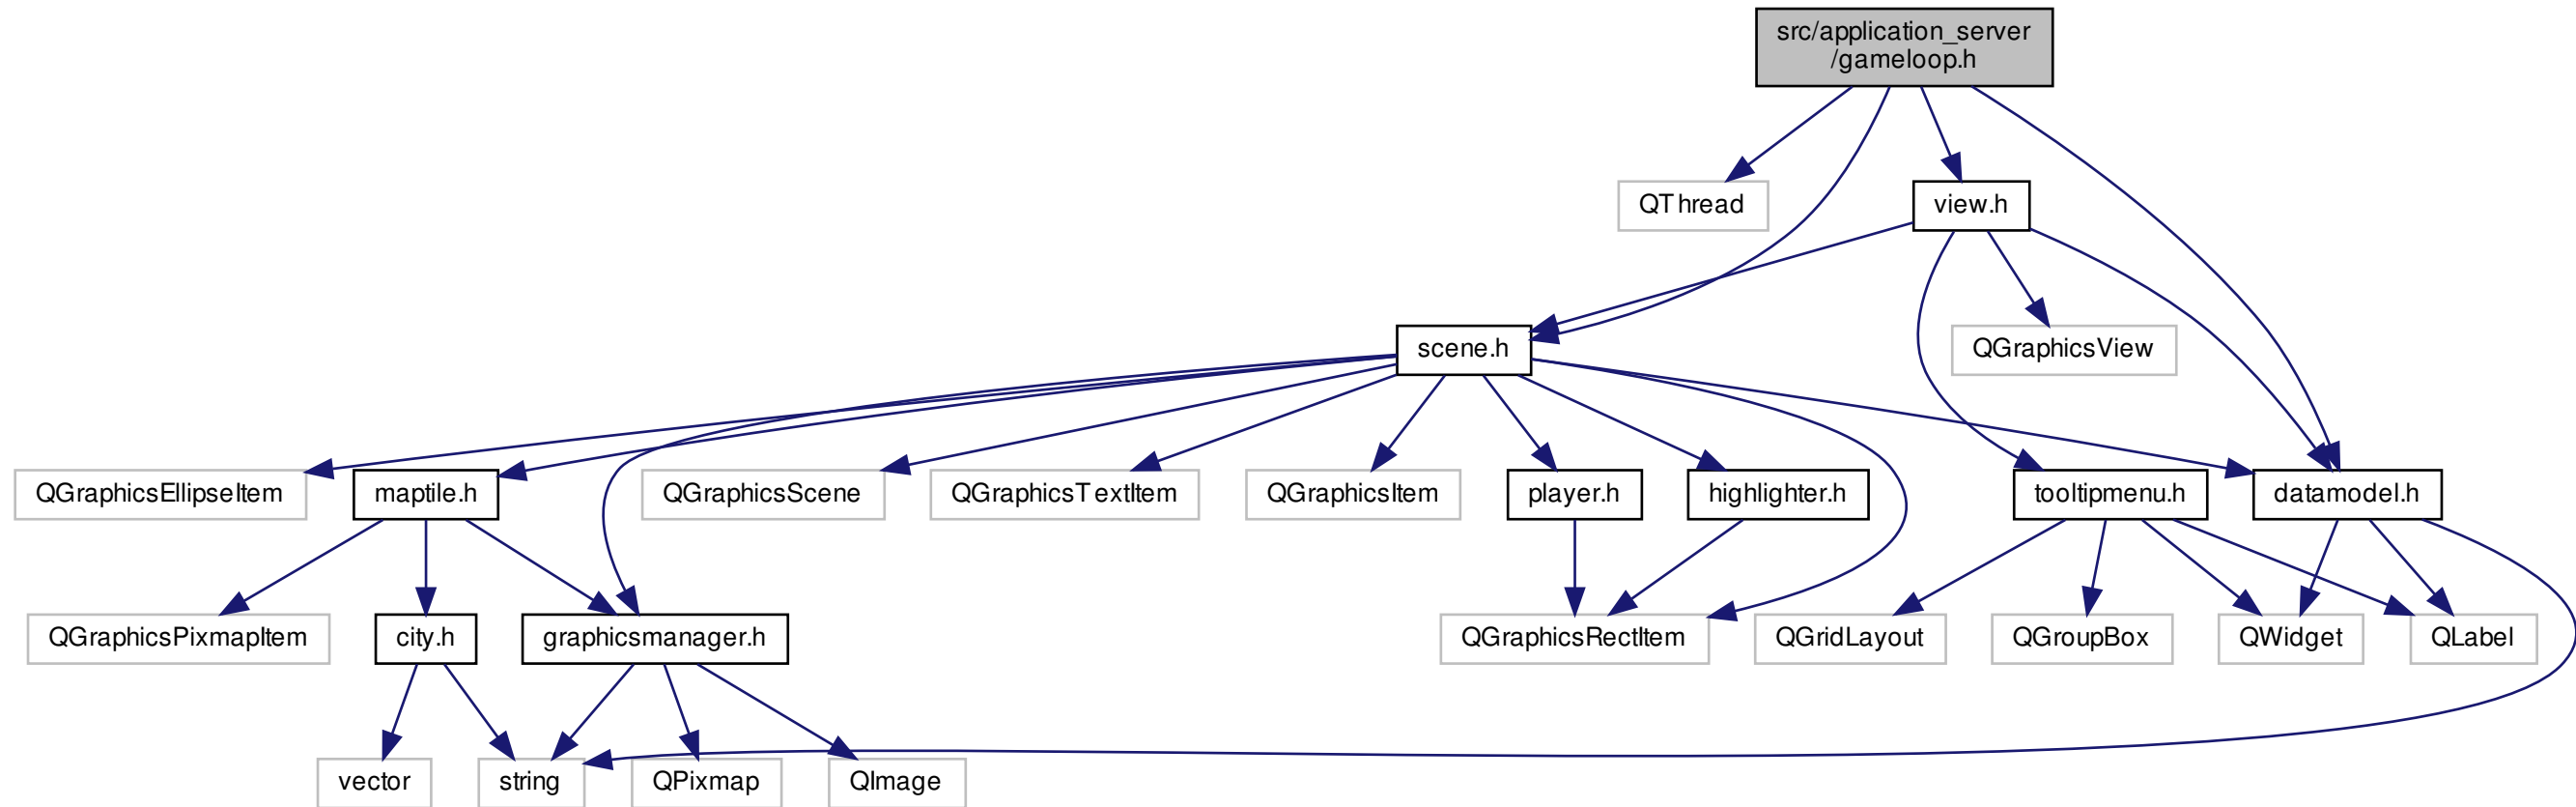 src/application_server
/gameloop.h
QThread
view.h
scene.h
QGraphicsView
QGraphicsEllipseItem
maptile.h
QGraphicsScene
QGraphicsTextItem
QGraphicsItem
player.h
highlighter.h
tooltipmenu.h
datamodel.h
QGraphicsPixmapItem
city.h
graphicsmanager.h
QGraphicsRectItem
QGridLayout
QGroupBox
QWidget
QLabel
vector
string
QPixmap
QImage